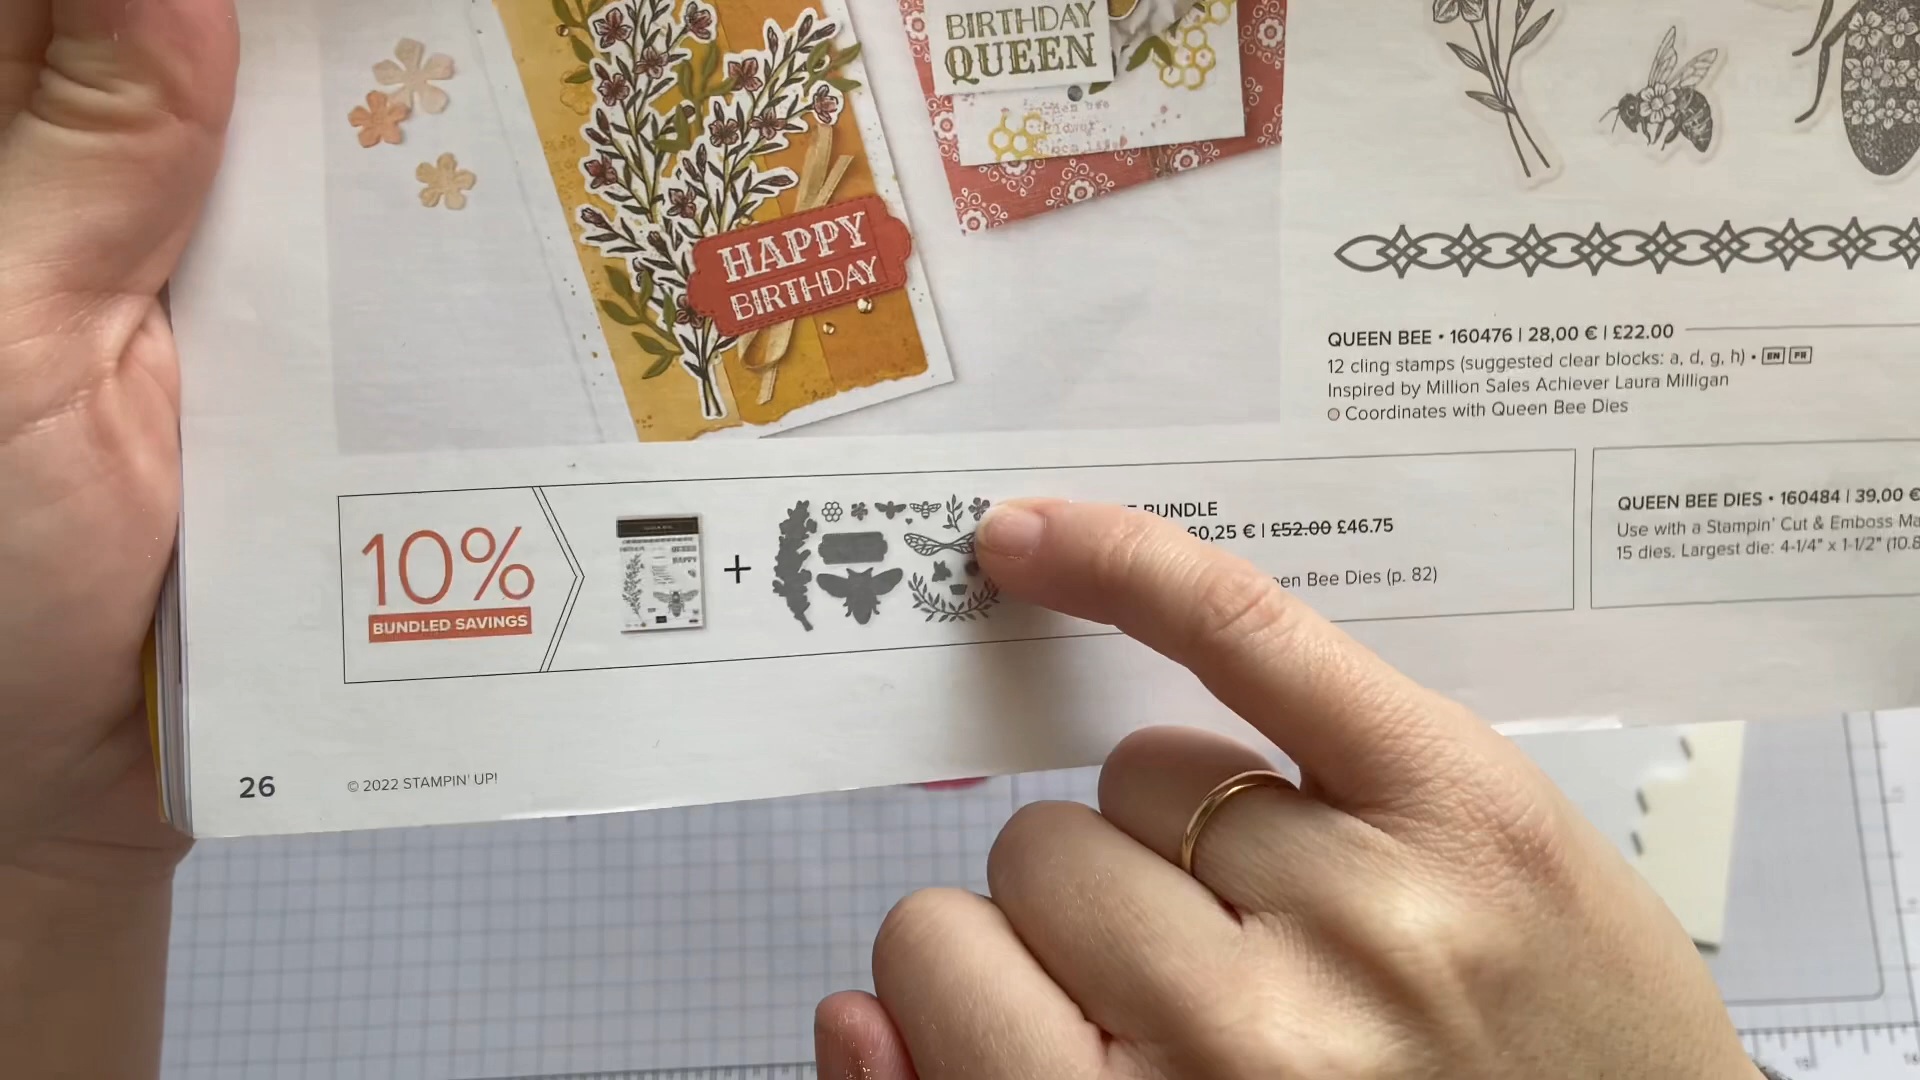 BIRTHDAY
QUEEN
HAPPY
BIRTHDAY
QUEEN BEE • 160476 | 28,00 € | £22.00
12 cling stamps (suggested clear blocks: a, d, g, h) • EN FR
Inspired by Million Sales Achiever Laura Milligan
Coordinates with Queen Bee Dies
10%
BUNDLED SAVINGS
+
BUNDLE
60,25 € | £52.00 £46.75
en Bee Dies (p. 82)
QUEEN BEE DIES • 160484 | 39,00 €
Use with a Stampin' Cut & Emboss Ma
15 dies. Largest die: 4-1/4" x 1-1/2" (10.8
26
© 2022 STAMPIN' UP!